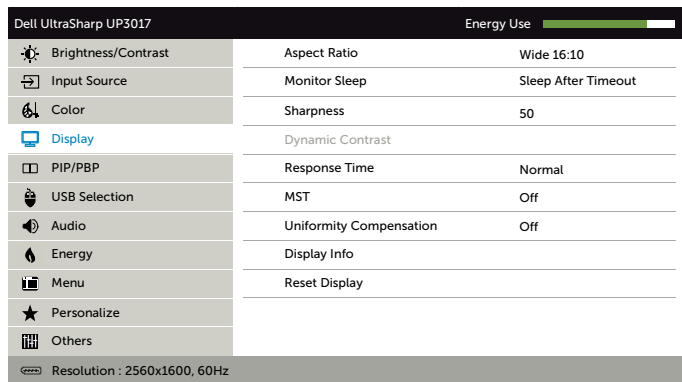 Dell UltraSharp UP3017 Energy Use
Brightness/Contrast Aspect Ratio Wide 16:10
Input Source Monitor Sleep Sleep After Timeout
Color Sharpness 50
Display Dynamic Contrast
PIP/PBP Response Time Normal
USB Selection MST Off
Audio Uniformity Compensation Off
Energy Display Info
Menu Reset Display
Personalize
Others
Resolution : 2560x1600, 60Hz